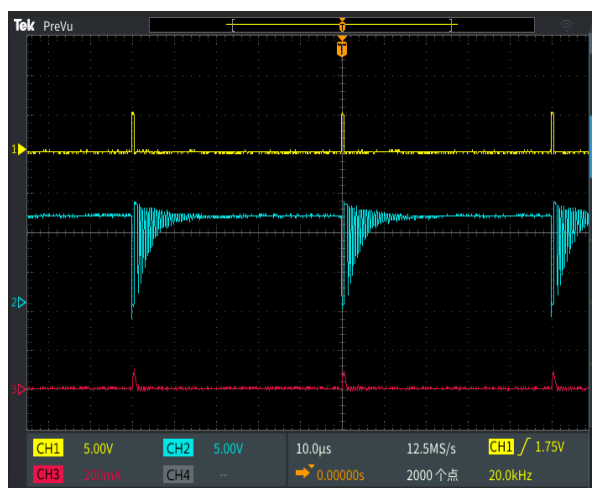 Tek PreVu
T
T
1
2
3
CH1 5.00V CH2 5.00V 10.0µs 12.5MS/s CH1 1.75V
CH3 200mA CH4 -- 0.00000s 2000 个点 20.0kHz